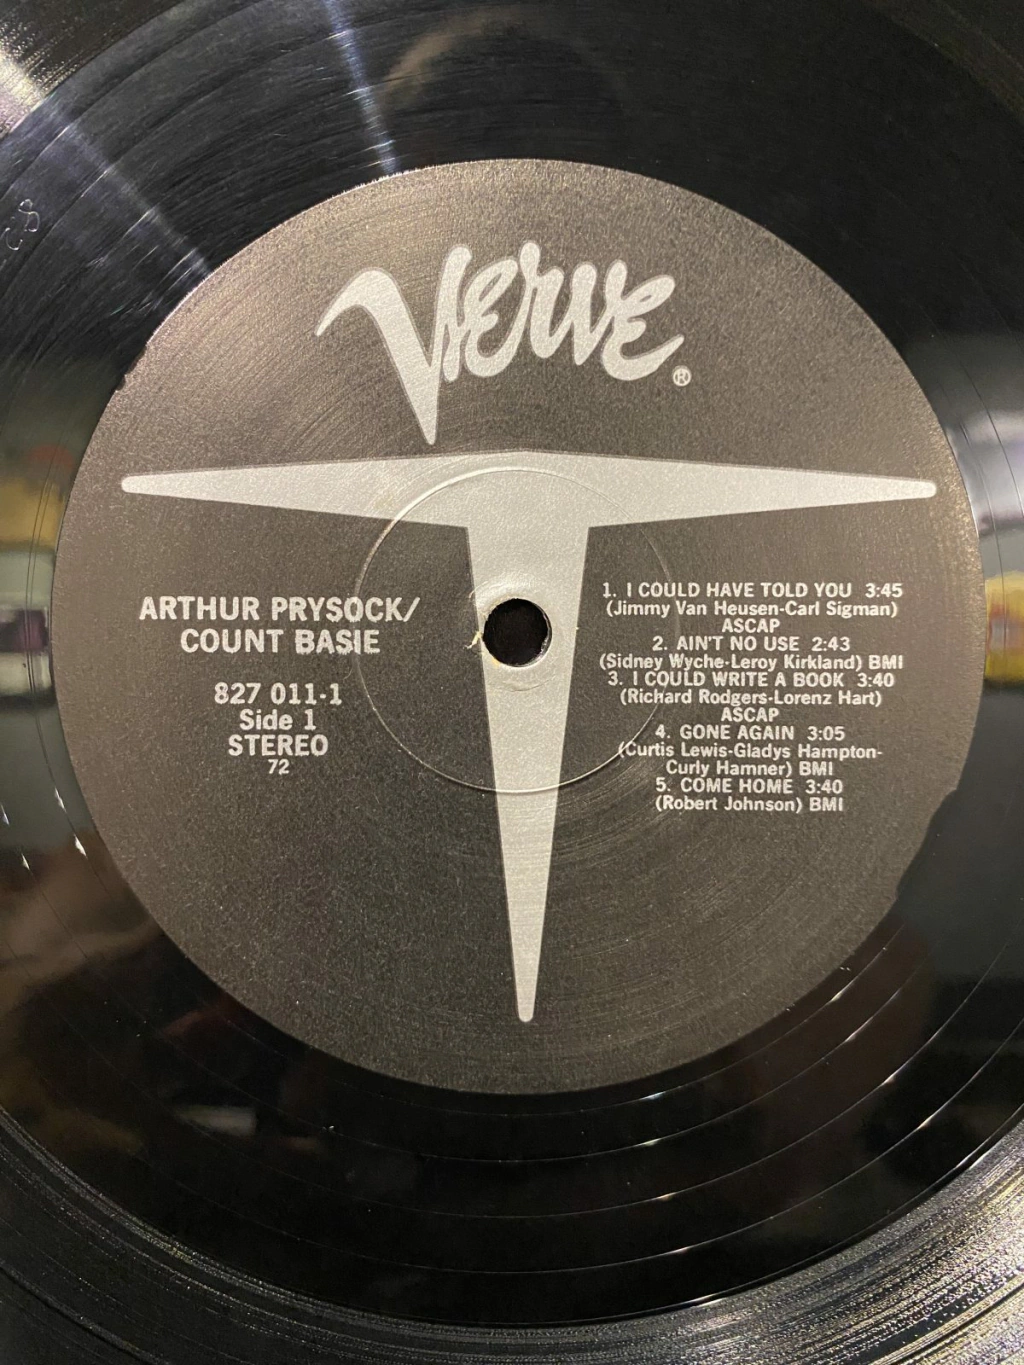 Verve®
ARTHUR PRYSOCK/
COUNT BASIE
827 011-1
Side 1
STEREO
72
1. I COULD HAVE TOLD YOU 3:45
(Jimmy Van Heusen-Carl Sigman)
ASCAP
2. AIN'T NO USE 2:43
(Sidney Wyche-Leroy Kirkland) BMI
3. I COULD WRITE A BOOK 3:40
(Richard Rodgers-Lorenz Hart)
ASCAP
4. GONE AGAIN 3:05
(Curtis Lewis-Gladys Hampton-
Curly Hamner) BMI
5. COME HOME 3:40
(Robert Johnson) BMI